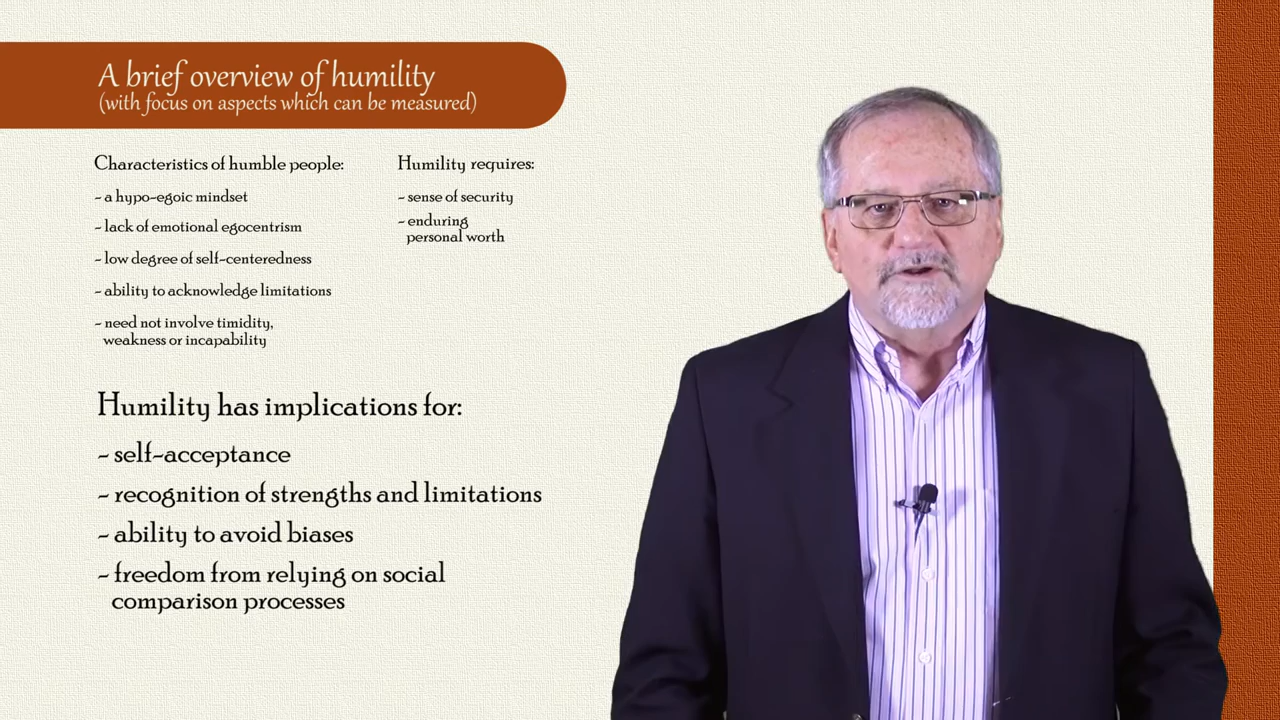 A brief overview of humility
(with focus on aspects which can be measured)
Characteristics of humble people:
- a hypo-egoic mindset
- lack of emotional egocentrism
- low degree of self-centeredness
- ability to acknowledge limitations
- need not involve timidity,
weakness or incapability
Humility requires:
- sense of security
- enduring
personal worth
Humility has implications for:
- self-acceptance
- recognition of strengths and limitations
- ability to avoid biases
- freedom from relying on social
comparison processes